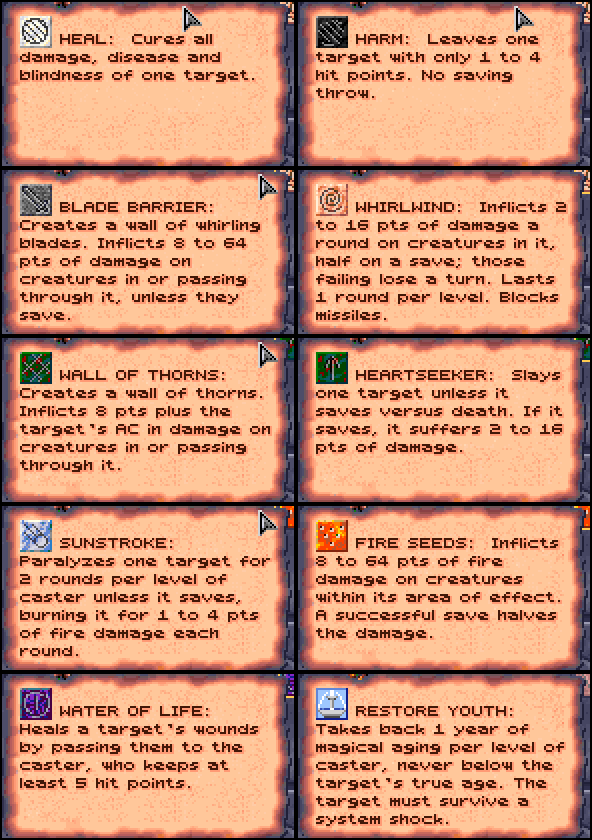 HEAL: Cures all
damage, disease and
blindness of one target.
HARM: Leaves one
target with only 1 to 4
hit points. No saving
throw.
BLADE BARRIER:
Creates a wall of whirling
blades. Inflicts 8 to 64
pts of damage on
creatures in or passing
through it, unless they
save.
WHIRLWIND: Inflicts 2
to 16 pts of damage a
round on creatures in it,
half on a save; those
failing lose a turn. Lasts
1 round per level. Blocks
missiles.
WALL OF THORNS:
Creates a wall of thorns.
Inflicts 8 pts plus the
target's AC in damage on
creatures in or passing
through it.
HEARTSEEKER: Slays
one target unless it
saves versus death. If it
saves, it suffers 2 to 16
pts of damage.
SUNSTROKE:
Paralyzes one target for
2 rounds per level of
caster unless it saves,
burning it for 1 to 4 pts
of fire damage each
round.
FIRE SEEDS: Inflicts
8 to 64 pts of fire
damage on creatures
within its area of effect.
A successful save halves
the damage.
WATER OF LIFE:
Heals a target's wounds
by passing them to the
caster, who keeps at
least 5 hit points.
RESTORE YOUTH:
Takes back 1 year of
magical aging per level of
caster, never below the
target's true age. The
target must survive a
system shock.